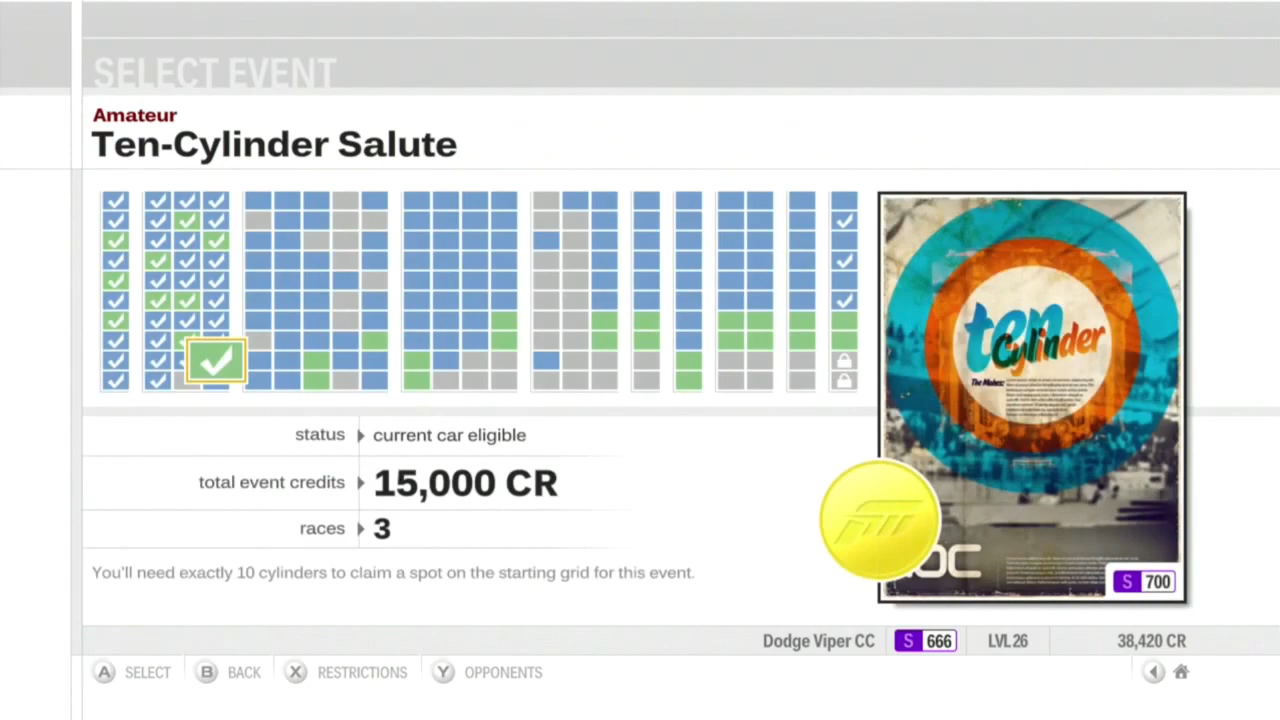 SELECT EVENT
Amateur
Ten-Cylinder Salute
ten
Cylinder
The Makes:
status current car eligible
total event credits 15,000 CR
races 3
You'll need exactly 10 cylinders to claim a spot on the starting grid for this event.
S 700
Dodge Viper CC S 666 LVL 26 38,420 CR
A SELECT B BACK X RESTRICTIONS Y OPPONENTS